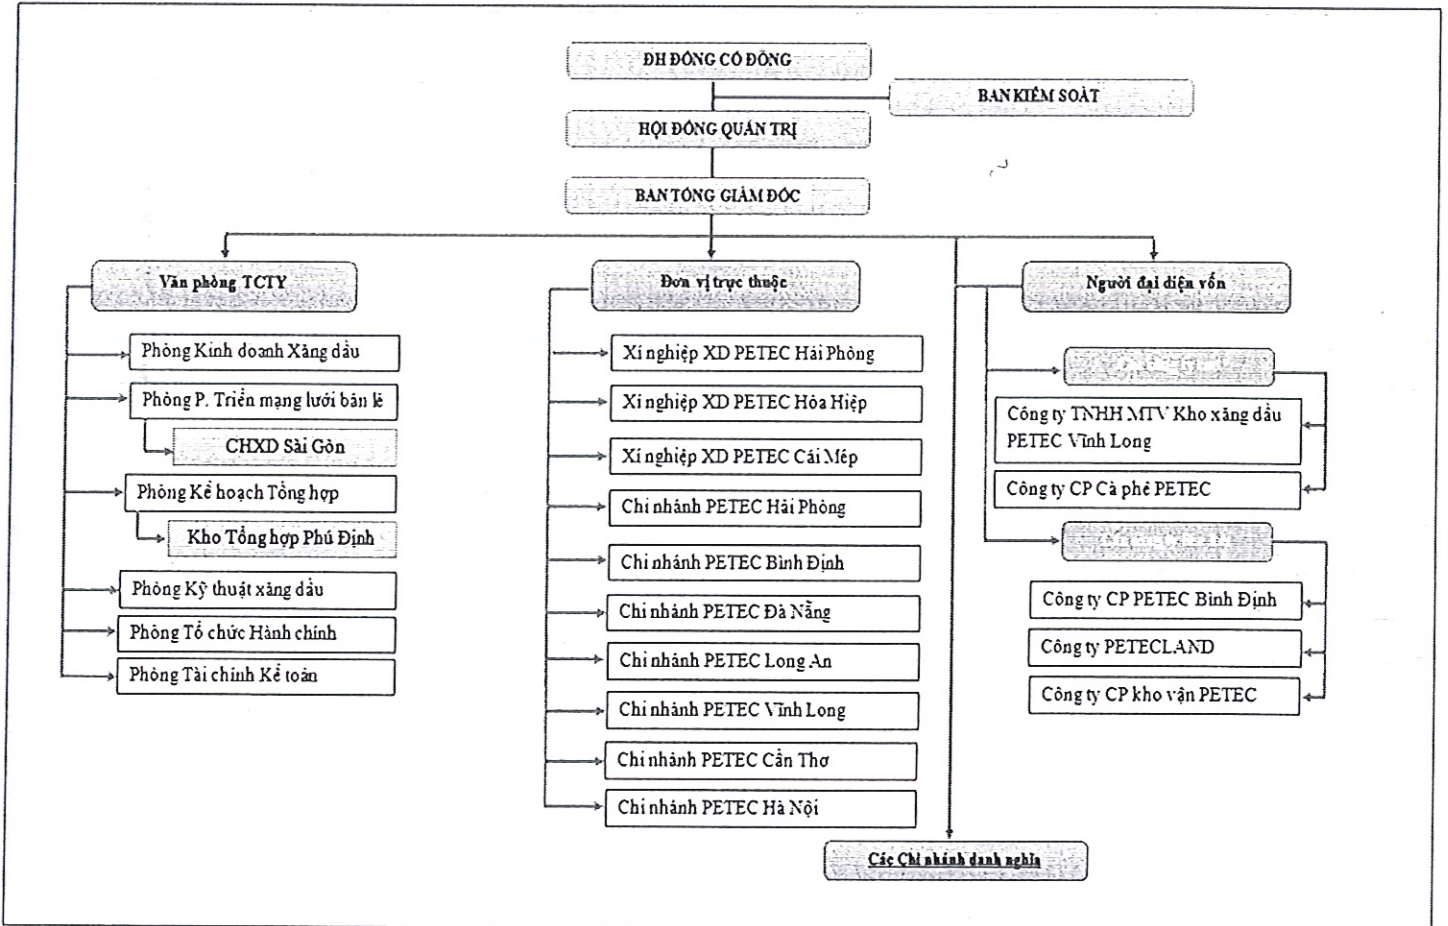 ĐH ĐỒNG CỔ ĐÔNG
BAN KIỂM SOÁT
HỘI ĐỒNG QUẢN TRỊ
BAN TỔNG GIÁM ĐỐC
Văn phòng TCTY
Đơn vị trực thuộc
Người đại diện vốn
Phòng Kinh doanh Xăng dầu
Phòng P. Triển mạng lưới bán lẻ
CHXD Sài Gòn
Phòng Kế hoạch Tổng hợp
Kho Tổng hợp Phú Định
Phòng Kỹ thuật xăng dầu
Phòng Tổ chức Hành chính
Phòng Tài chính Kế toán
Xí nghiệp XD PETEC Hải Phòng
Xí nghiệp XD PETEC Hòa Hiệp
Xí nghiệp XD PETEC Cái Mép
Chi nhánh PETEC Hải Phòng
Chi nhánh PETEC Bình Định
Chi nhánh PETEC Đà Nẵng
Chi nhánh PETEC Long An
Chi nhánh PETEC Vĩnh Long
Chi nhánh PETEC Cần Thơ
Chi nhánh PETEC Hà Nội
Công ty TNHH MTV Kho xăng dầu
PETEC Vĩnh Long
Công ty CP Cà phê PETEC
Công ty CP PETEC Bình Định
Công ty PETECLAND
Công ty CP kho vận PETEC
Các Chi nhánh danh nghĩa